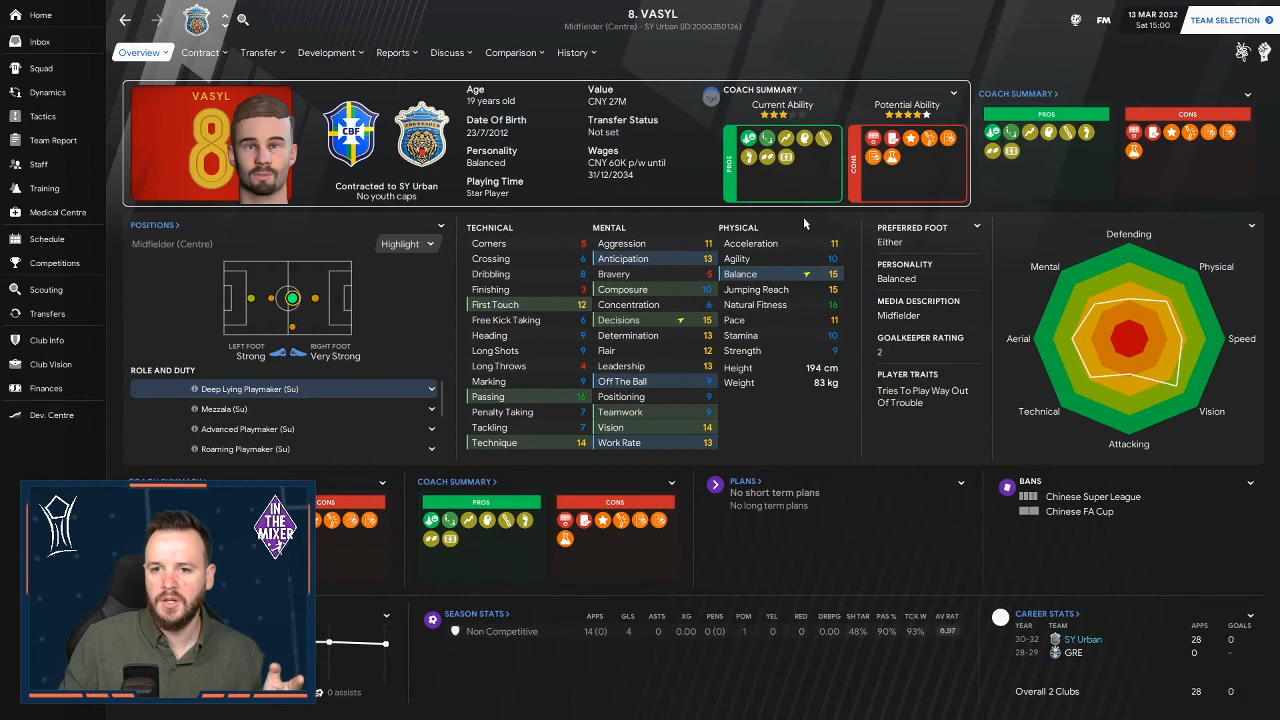 Home
Inbox
Squad
Dynamics
Tactics
Team Report
Staff
Training
Medical Centre
Schedule
Competitions
Scouting
Transfers
Club Info
Club Vision
Finances
Dev. Centre
8. VASYL
Midfielder (Centre) - SY Urban (ID:2000250126)
FM
13 MAR 2032
Sat 15:00
TEAM SELECTION
Overview
Contract
Transfer
Development
Reports
Discuss
Comparison
History
VASYL
8
CBF
Contracted to SY Urban
No youth caps
Age
19 years old
Date Of Birth
23/7/2012
Personality
Balanced
Playing Time
Star Player
Value
CNY 27M
Transfer Status
Not set
Wages
CNY 60K p/w until
31/12/2034
Fgn
COACH SUMMARY
Current Ability
Potential Ability
PROS
CONS
COACH SUMMARY
PROS
CONS
POSITIONS
Midfielder (Centre)
Highlight
LEFT FOOT
Strong
RIGHT FOOT
Very Strong
ROLE AND DUTY
Deep Lying Playmaker (Su)
Mezzala (Su)
Advanced Playmaker (Su)
Roaming Playmaker (Su)
TECHNICAL
Corners 5
Crossing 6
Dribbling 8
Finishing 3
First Touch 12
Free Kick Taking 6
Heading 9
Long Shots 9
Long Throws 4
Marking 9
Passing 16
Penalty Taking 7
Tackling 7
Technique 14
MENTAL
Aggression 11
Anticipation 13
Bravery 5
Composure 10
Concentration 6
Decisions 15
Determination 13
Flair 12
Leadership 13
Off The Ball 9
Positioning 9
Teamwork 9
Vision 14
Work Rate 13
PHYSICAL
Acceleration 11
Agility 10
Balance 15
Jumping Reach 15
Natural Fitness 16
Pace 11
Stamina 10
Strength 9
Height 194 cm
Weight 83 kg
PREFERRED FOOT
Either
PERSONALITY
Balanced
MEDIA DESCRIPTION
Midfielder
GOALKEEPER RATING
2
PLAYER TRAITS
Tries To Play Way Out
Of Trouble
Defending
Physical
Speed
Vision
Attacking
Technical
Aerial
Mental
CONS
COACH SUMMARY
PROS
CONS
PLANS
No short term plans
No long term plans
BANS
Chinese Super League
Chinese FA Cup
IN
THE
MIXER
0 assists
SEASON STATS
APPS GLS ASTS XG PENS POM YEL RED DRBPG SH TAR PAS % TCK W AV RAT
Non Competitive 14 (0) 4 0 0.00 0 (0) 1 0 0 0.00 48% 90% 93% 6.97
CAREER STATS
YEAR TEAM APPS GOALS
30-32 SY Urban 28 0
28-29 GRE 0 -
Overall 2 Clubs 28 0